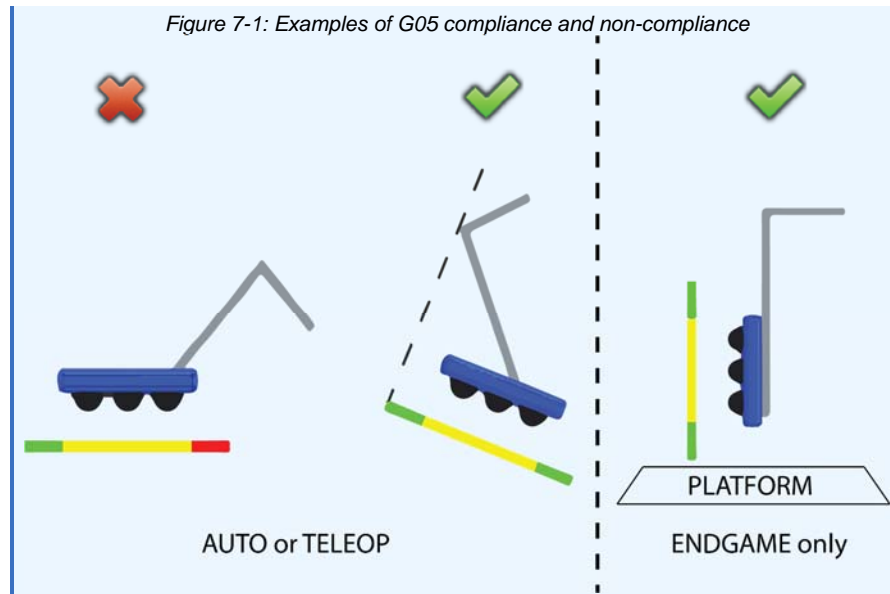 Figure 7-1: Examples of G05 compliance and non-compliance
PLATFORM
AUTO or TELEOP
ENDGAME only